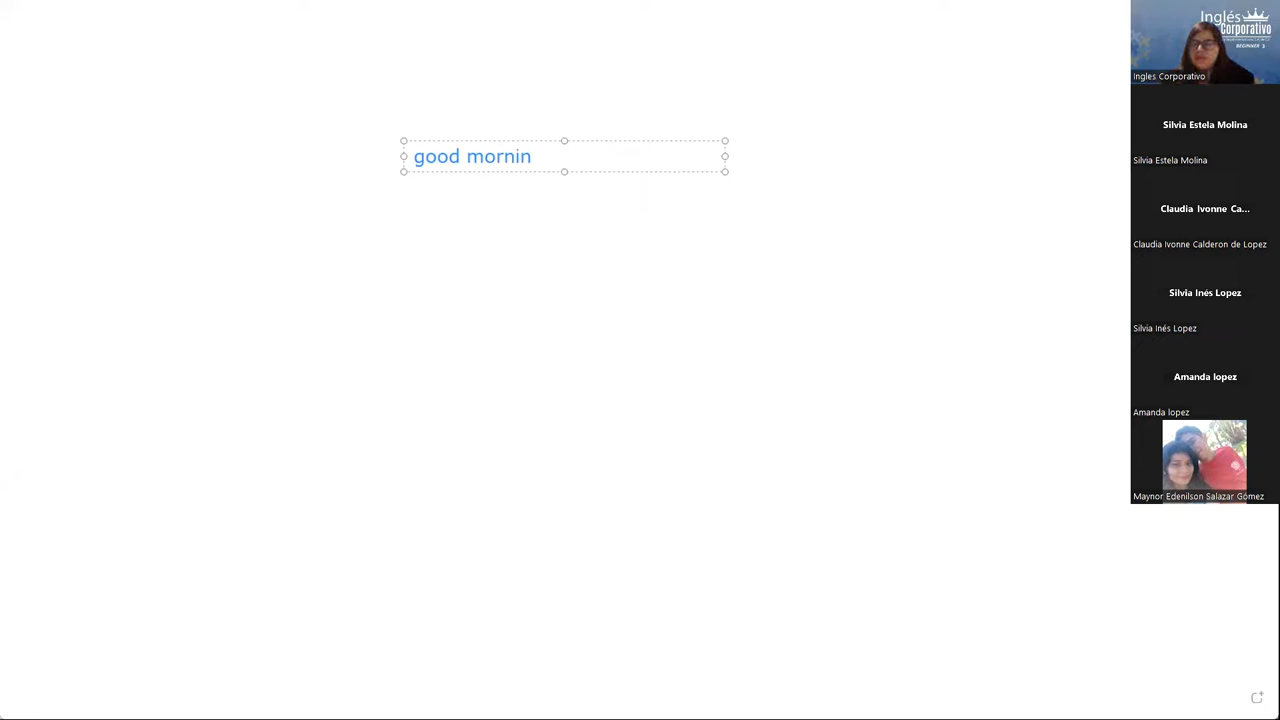 good mornin
Inglés
Corporativo
BEGINNER 3
Ingles Corporativo
Silvia Estela Molina
Silvia Estela Molina
Claudia Ivonne Ca...
Claudia Ivonne Calderon de Lopez
Silvia Inés Lopez
Silvia Inés Lopez
Amanda lopez
Amanda lopez
Maynor Edenilson Salazar Gómez